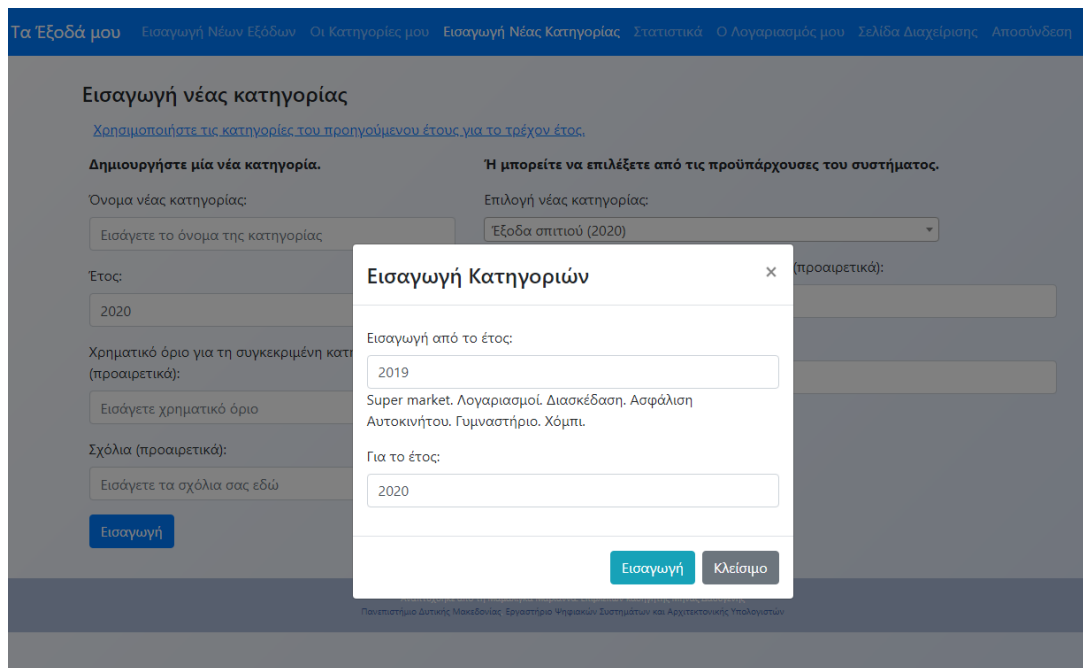 Τα Έξοδά μου Εισαγωγή Νέων Εξόδων Οι Κατηγορίες μου Εισαγωγή Νέας Κατηγορίας Στατιστικά Ο Λογαριασμός μου Σελίδα Διαχείρισης Αποσύνδεση
Εισαγωγή νέας κατηγορίας
Χρησιμοποιήστε τις κατηγορίες του προηγούμενου έτους για το τρέχον έτος.
Δημιουργήστε μία νέα κατηγορία.
Όνομα νέας κατηγορίας:
Εισάγετε το όνομα της κατηγορίας
Έτος:
2020
Χρηματικό όριο για τη συγκεκριμένη
(προαιρετικά):
Εισάγετε χρηματικό όριο
Σχόλια (προαιρετικά):
Εισάγετε τα σχόλια σας εδώ
Εισαγωγή
Ή μπορείτε να επιλέξετε από τις προϋπάρχουσες του συστήματος.
Επιλογή νέας κατηγορίας:
Έξοδα σπιτιού (2020)
(προαιρετικά):
Εισαγωγή Κατηγοριών ×
Εισαγωγή από το έτος:
2019
Super market. Λογαριασμοί. Διασκέδαση. Ασφάλιση
Αυτοκινήτου. Γυμναστήριο. Χόμπι.
Για το έτος:
2020
Εισαγωγή Κλείσιμο
Πανεπιστήμιο Δυτικής Μακεδονίας Εργαστήριο Ψηφιακών Συστημάτων και Αρχιτεκτονικής Υπολογιστών